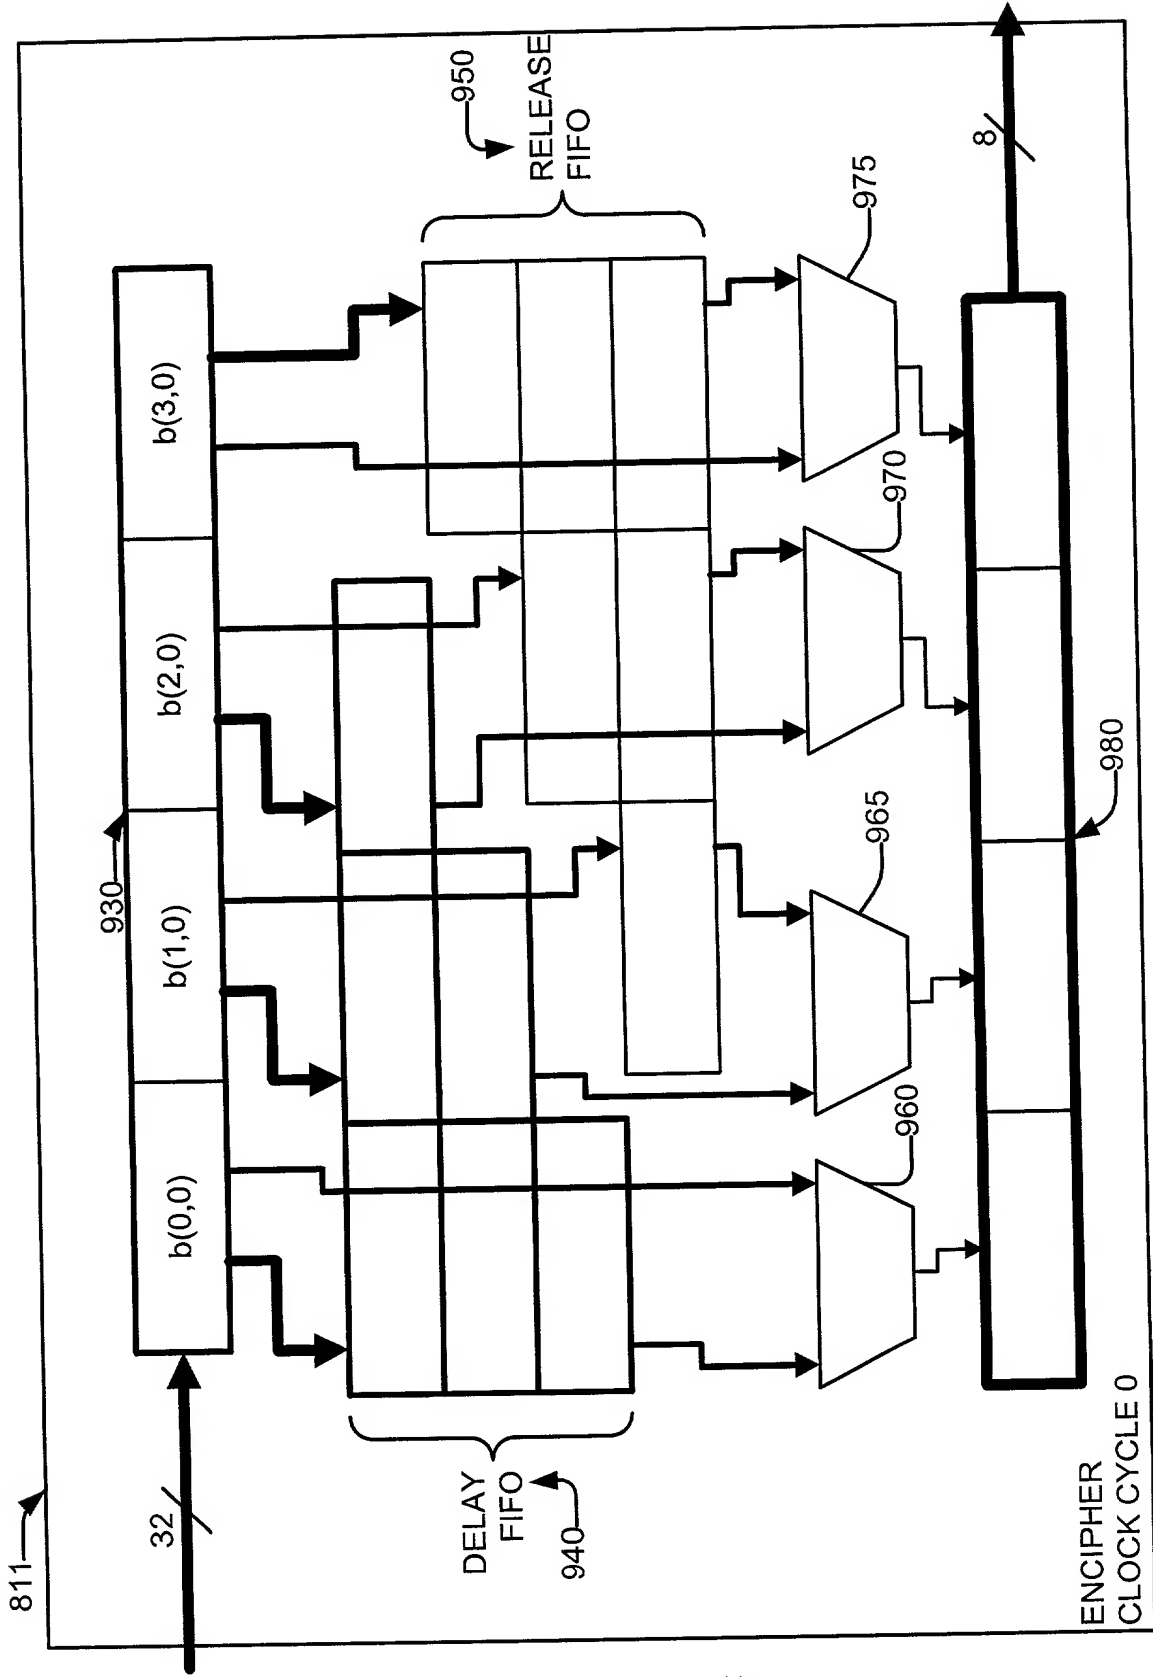 811
32
930
b(0,0)
b(1,0)
b(2,0)
b(3,0)
DELAY
FIFO
940
950
RELEASE
FIFO
960
965
970
975
980
8
ENCIPHER
CLOCK CYCLE 0